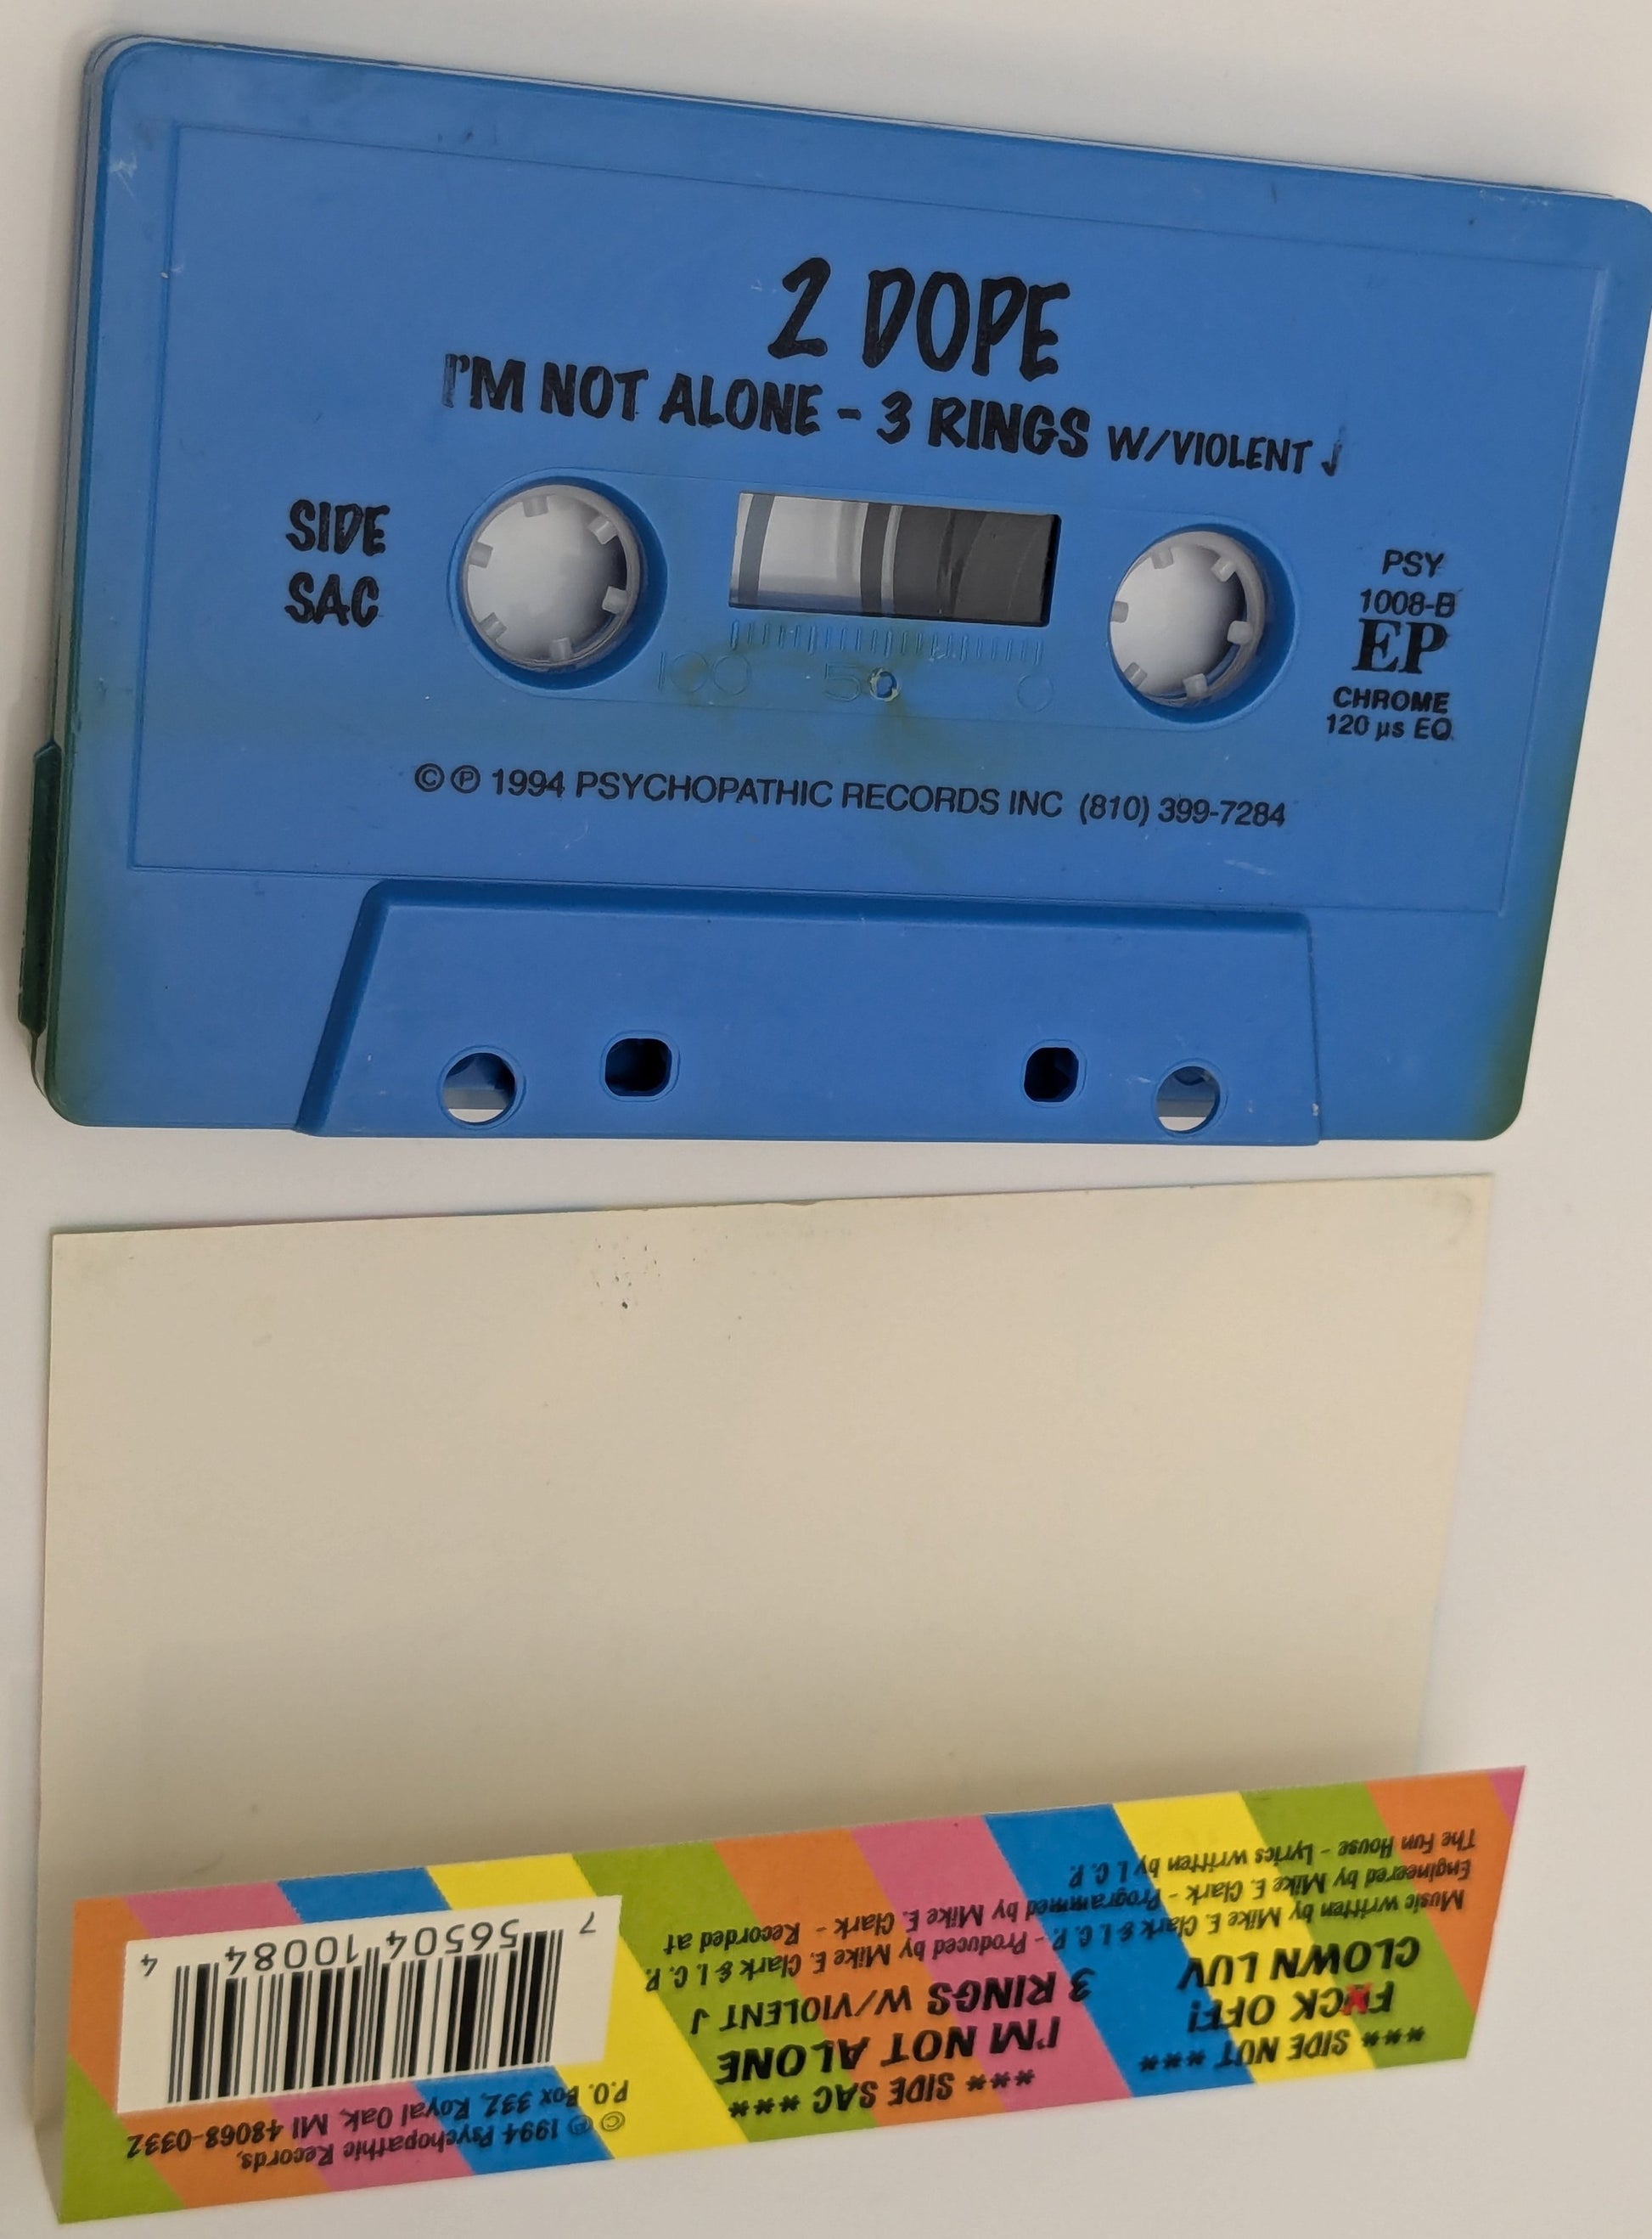 2 DOPE
I'M NOT ALONE - 3 RINGS W/VIOLENT J
SIDE
SAC
100 50 0
PSY
1008-B
EP
CHROME
120 µs EQ
© ℗ 1994 PSYCHOPATHIC RECORDS INC (810) 399-7284
*** SIDE NOT ***
F*CK OFF!
CLOWN LUV
*** SIDE SAC ***
I'M NOT ALONE
3 RINGS W/VIOLENT J
Music written by Mike E. Clark & I. C. P. - Produced by Mike E. Clark & I. C. P.
Engineered by Mike E. Clark - Programmed by Mike E. Clark - Recorded at
The Fun House - Lyrics written by I. C. P.
© ℗ 1994 Psychopathic Records,
P.O. Box 332, Royal Oak, MI 48068-0332
7 56504 10084 4